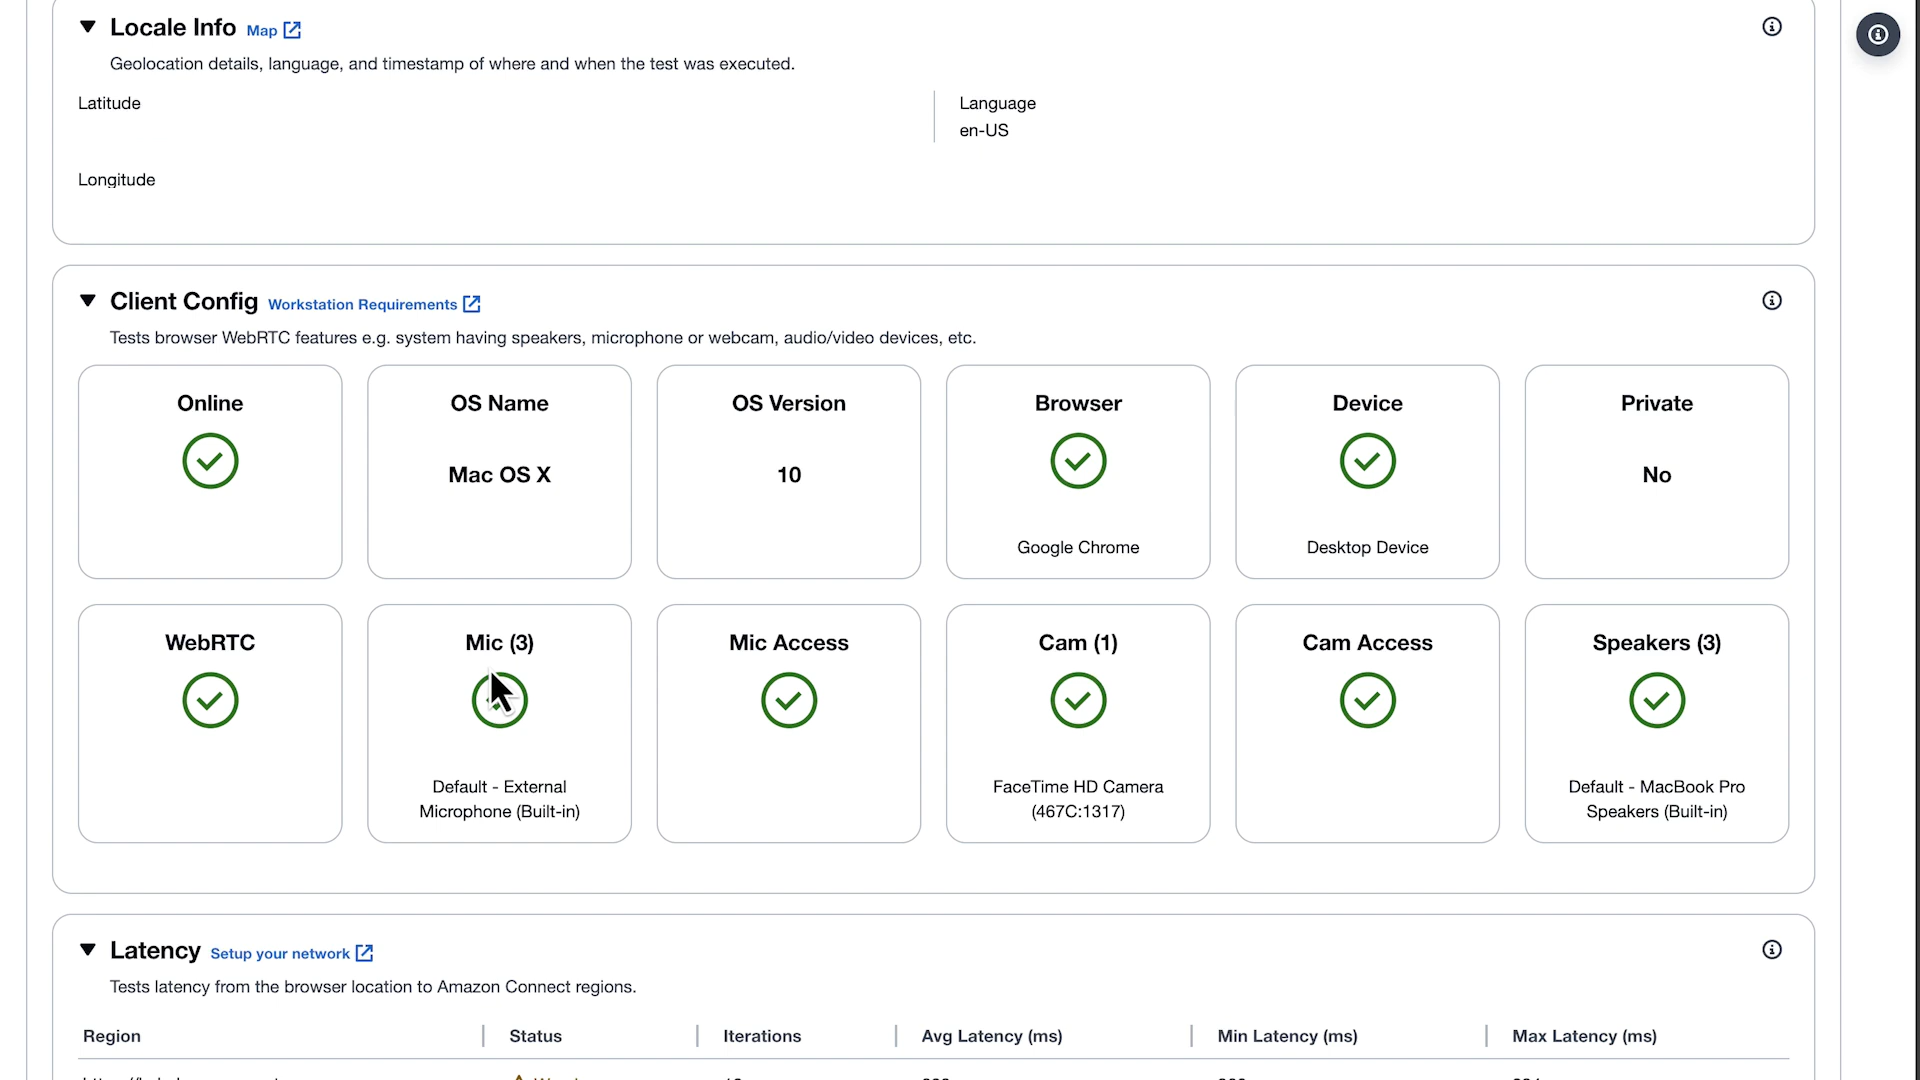 Locale Info Map
Geolocation details, language, and timestamp of where and when the test was executed.
Latitude
Language
en-US
Longitude
Client Config Workstation Requirements
Tests browser WebRTC features e.g. system having speakers, microphone or webcam, audio/video devices, etc.
Online
OS Name
OS Version
Browser
Device
Private
Mac OS X
10
No
Google Chrome
Desktop Device
WebRTC
Mic (3)
Mic Access
Cam (1)
Cam Access
Speakers (3)
Default - External
Microphone (Built-in)
FaceTime HD Camera
(467C:1317)
Default - MacBook Pro
Speakers (Built-in)
Latency Setup your network
Tests latency from the browser location to Amazon Connect regions.
Region
Status
Iterations
Avg Latency (ms)
Min Latency (ms)
Max Latency (ms)